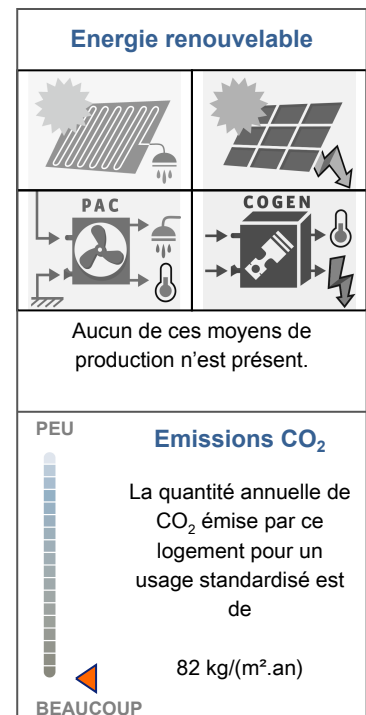 Energie renouvelable
PAC
COGEN
Aucun de ces moyens de
production n'est présent.
PEU
Emissions CO₂
La quantité annuelle de
CO₂ émise par ce
logement pour un
usage standardisé est
de
82 kg/(m².an)
BEAUCOUP